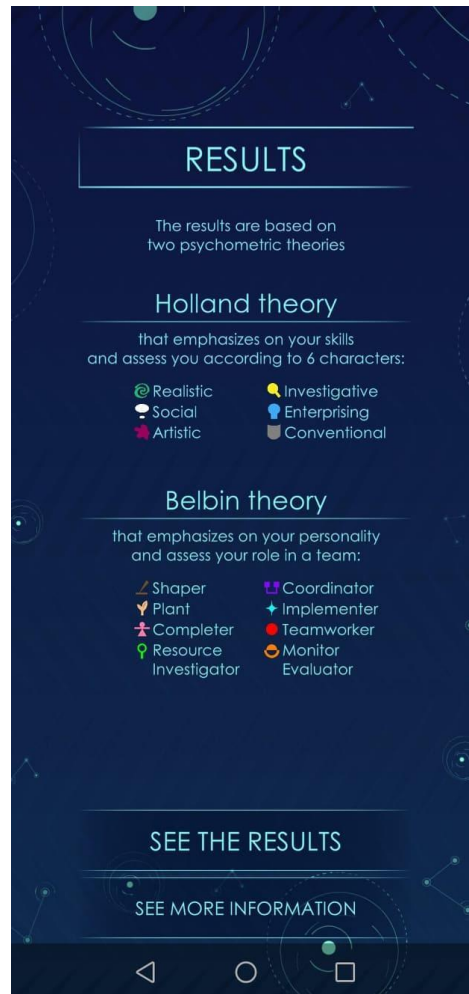 RESULTS
The results are based on
two psychometric theories
Holland theory
that emphasizes on your skills
and assess you according to 6 characters:
Realistic
Investigative
Social
Enterprising
Artistic
Conventional
Belbin theory
that emphasizes on your personality
and assess your role in a team:
Shaper
Coordinator
Plant
Implementer
Completer
Teamworker
Resource
Investigator
Monitor
Evaluator
SEE THE RESULTS
SEE MORE INFORMATION